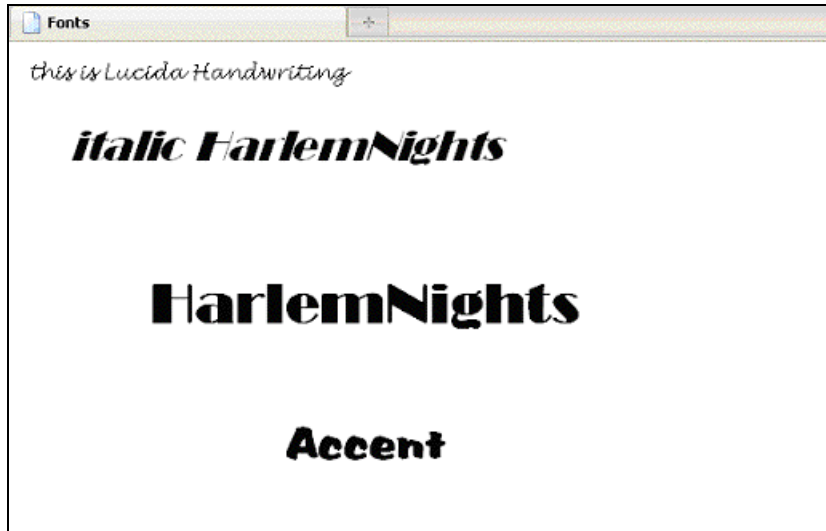 Fonts
this is Lucida Handwriting
italic HarlemNights
HarlemNights
Accent